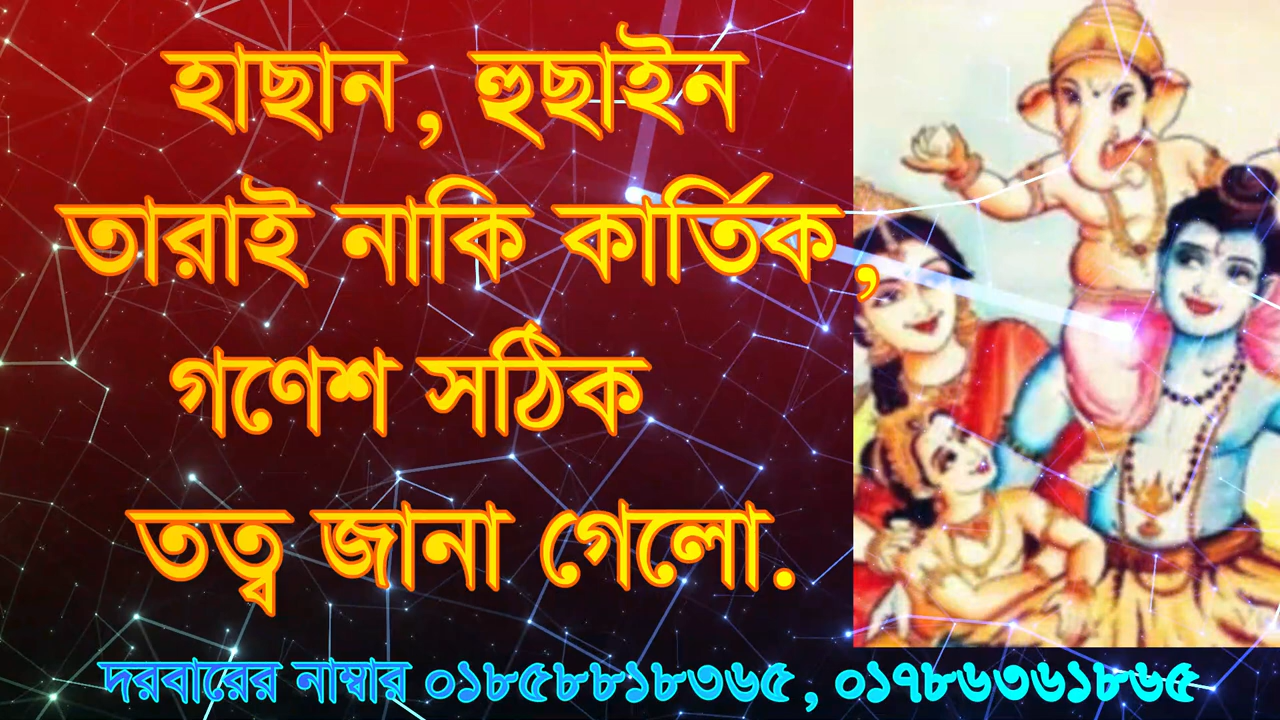 হাছান, হুছাইন
তারাই নাকি কার্তিক,
গণেশ সঠিক
তত্ব জানা গেলো.
দরবারের নাম্বার ০১৮৫৮৮১৮৩৬৫, ০১৭৮৬৩৬১৮৬৫